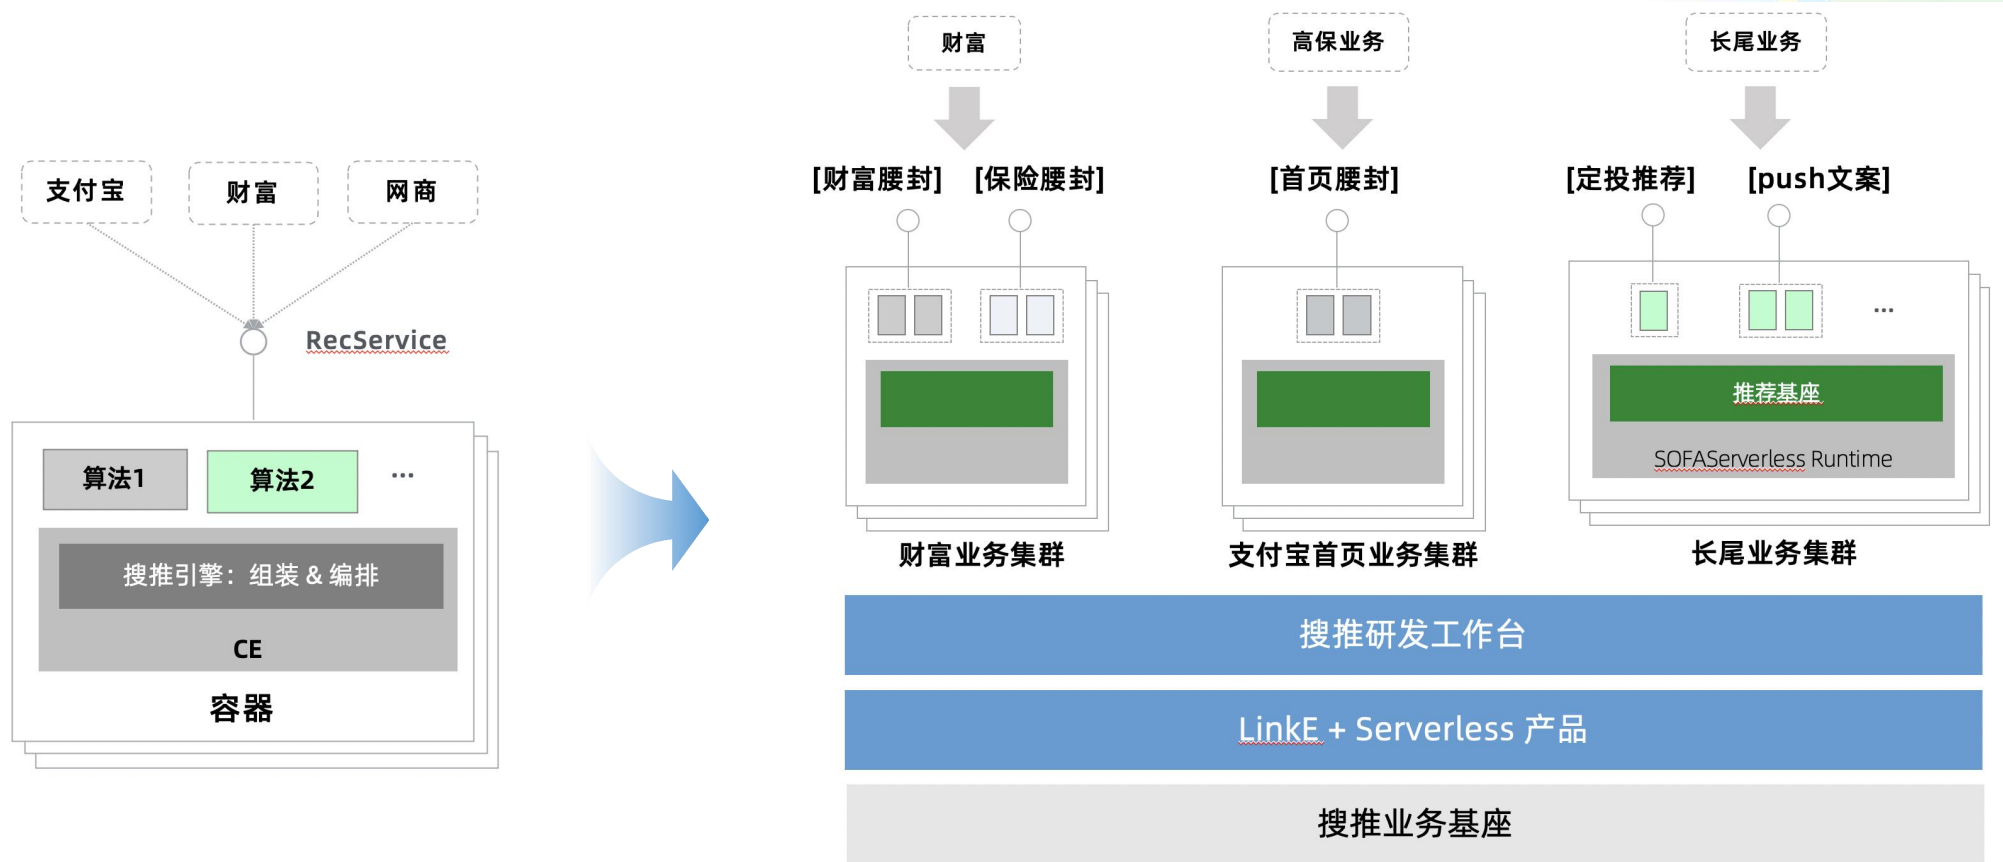 支付宝
财富
网商
RecService
算法1
算法2
...
搜推引擎：组装 & 编排
CE
容器
财富
高保业务
长尾业务
[财富腰封]
[保险腰封]
[首页腰封]
[定投推荐]
[push文案]
...
推荐基座
SOFAServerless Runtime
财富业务集群
支付宝首页业务集群
长尾业务集群
搜推研发工作台
LinkE + Serverless 产品
搜推业务基座